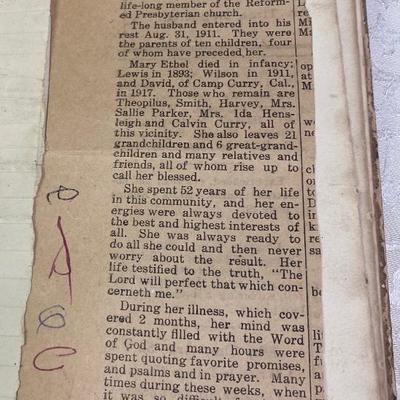 life-long member of the Reform-
ed Presbyterian church.
The husband entered into his
rest Aug. 31, 1911. They were
the parents of ten children, four
of whom have preceded her.
Mary Ethel died in infancy;
Lewis in 1893; Wilson in 1911,
and David, of Camp Curry, Cal.,
in 1917. Those who remain are
Theopilus, Smith, Harvey, Mrs.
Sallie Parker, Mrs. Ida Hens-
leigh and Calvin Curry, all of
this vicinity. She also leaves 21
grandchildren and 6 great-grand-
children and many relatives and
friends, all of whom rise up to
call her blessed.
She spent 52 years of her life
in this community, and her en-
ergies were always devoted to
the best and highest interests of
all. She was always ready to
do all she could and then never
worry about the result. Her
life testified to the truth, "The
Lord will perfect that which con-
cerneth me."
During her illness, which cov-
ered 2 months, her mind was
constantly filled with the Word
of God and many hours were
spent quoting favorite promises,
and psalms and in prayer. Many
times during these weeks, when
it was so